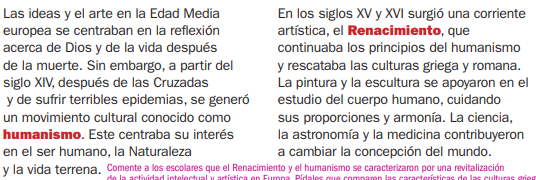 Las ideas y el arte en la Edad Media
europea se centraban en la reflexión
acerca de Dios y de la vida después
de la muerte. Sin embargo, a partir del
siglo XIV, después de las Cruzadas
y de sufrir terribles epidemias, se generó
un movimiento cultural conocido como
humanismo. Este centraba su interés
en el ser humano, la Naturaleza
y la vida terrena.
En los siglos XV y XVI surgió una corriente
artística, el Renacimiento, que
continuaba los principios del humanismo
y rescataba las culturas griega y romana.
La pintura y la escultura se apoyaron en el
estudio del cuerpo humano, cuidando
sus proporciones y armonía. La ciencia,
la astronomía y la medicina contribuyeron
a cambiar la concepción del mundo.
Comente a los escolares que el Renacimiento y el humanismo se caracterizaron por una revitalización
de la actividad intelectual y artística en Europa. Pídales que comparen las características de las culturas